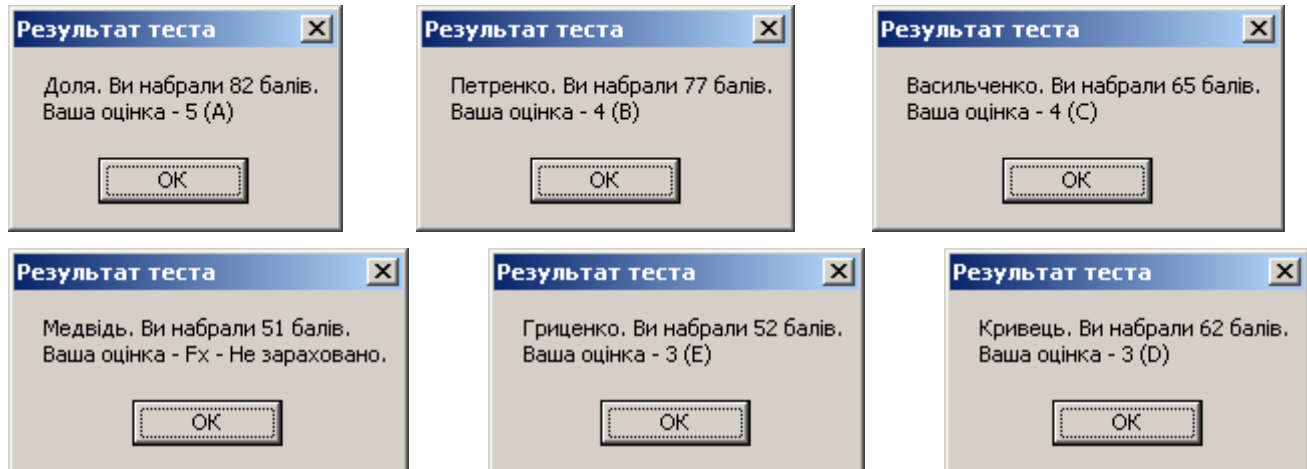 Результат теста
Доля. Ви набрали 82 балів.
Ваша оцінка - 5 (A)
OK
Результат теста
Петренко. Ви набрали 77 балів.
Ваша оцінка - 4 (B)
OK
Результат теста
Васильченко. Ви набрали 65 балів.
Ваша оцінка - 4 (C)
OK
Результат теста
Медвідь. Ви набрали 51 балів.
Ваша оцінка - Fx - Не зараховано.
OK
Результат теста
Гриценко. Ви набрали 52 балів.
Ваша оцінка - 3 (E)
OK
Результат теста
Кривець. Ви набрали 62 балів.
Ваша оцінка - 3 (D)
OK